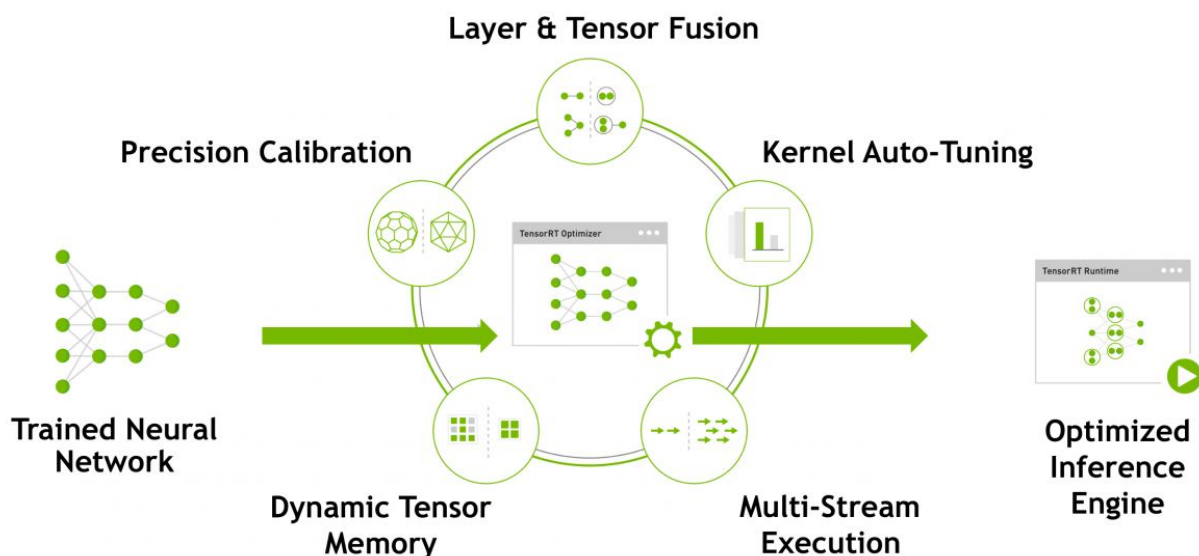 Layer & Tensor Fusion
Precision Calibration
Kernel Auto-Tuning
TensorRT Optimizer
TensorRT Runtime
Trained Neural
Network
Optimized
Inference
Engine
Dynamic Tensor
Memory
Multi-Stream
Execution